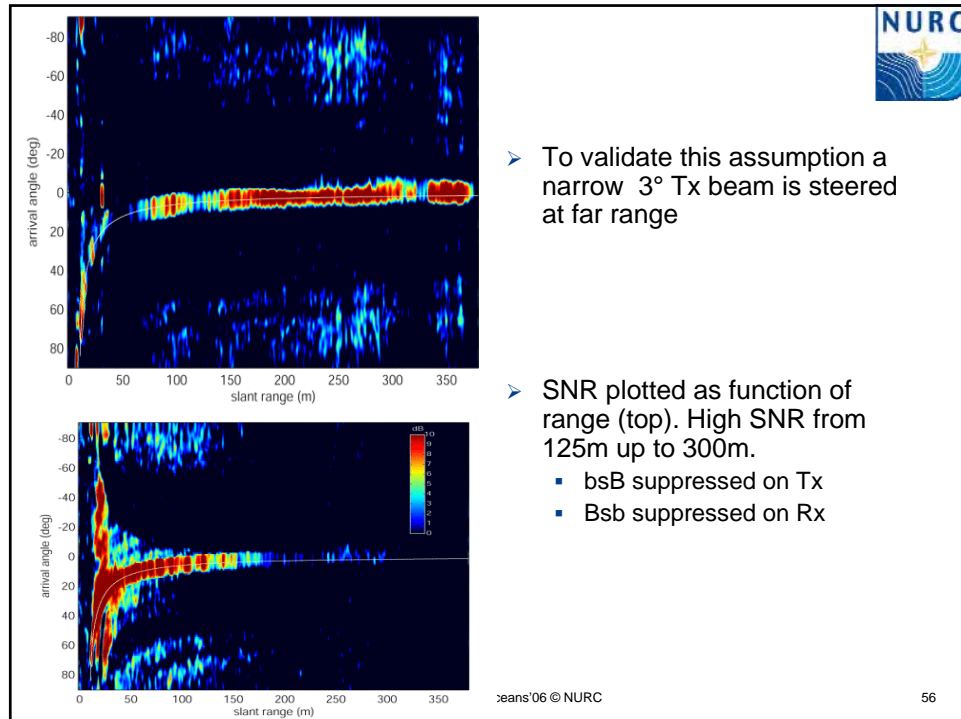 NURC
-80
-60
-40
-20
0
20
40
60
80
arrival angle (deg)
0 50 100 150 200 250 300 350
slant range (m)
➢ To validate this assumption a
narrow 3° Tx beam is steered
at far range
➢ SNR plotted as function of
range (top). High SNR from
125m up to 300m.
▪ bsB suppressed on Tx
▪ Bsb suppressed on Rx
-80
-60
-40
-20
0
20
40
60
80
arrival angle (deg)
dB
10
9
8
7
6
5
4
3
2
1
0
0 50 100 150 200 250 300 350
slant range (m)
ceans'06 © NURC
56